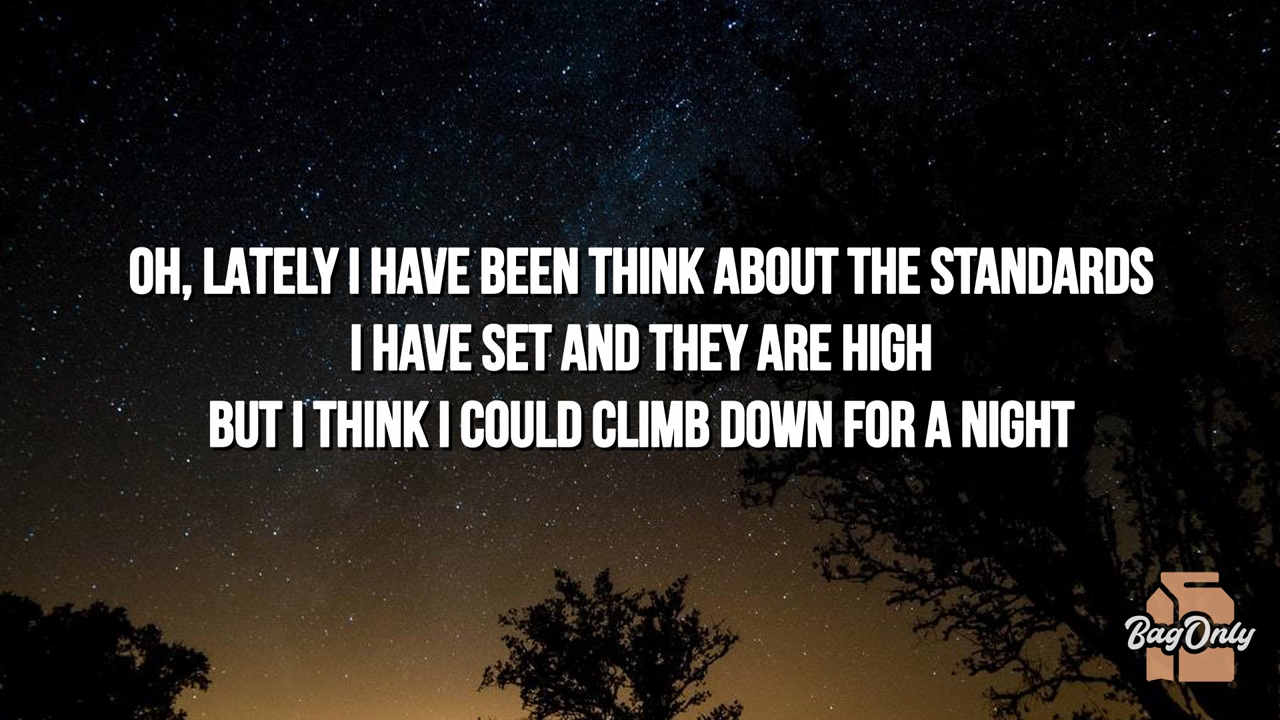 OH, LATELY I HAVE BEEN THINK ABOUT THE STANDARDS
I HAVE SET AND THEY ARE HIGH
BUT I THINK I COULD CLIMB DOWN FOR A NIGHT
BagOnly